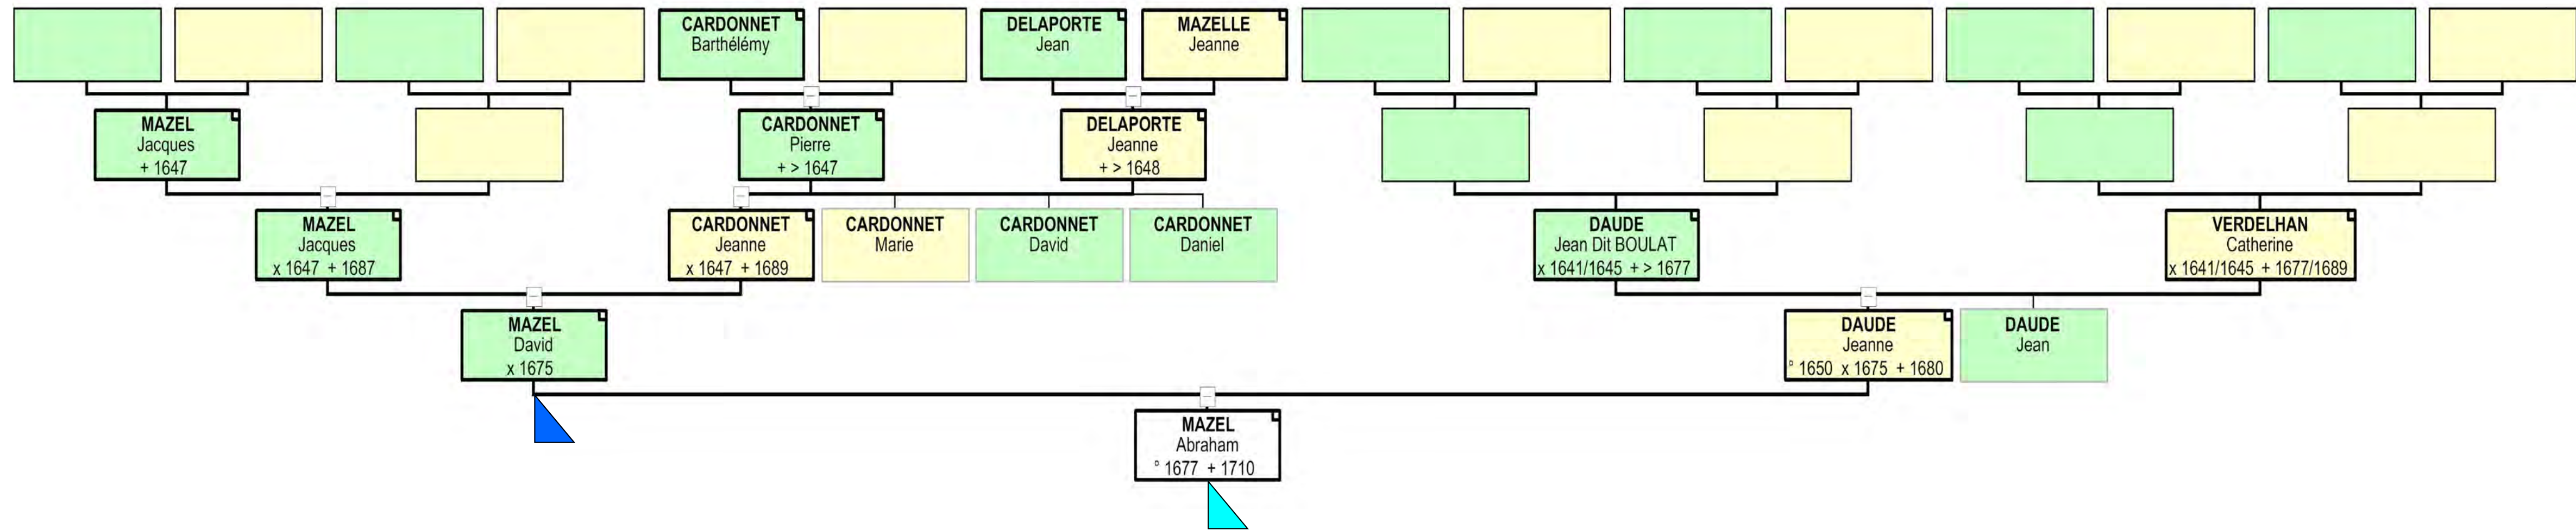 CARDONNET
Barthélémy
DELAPORTE
Jean
MAZELLE
Jeanne
MAZEL
Jacques
+ 1647
CARDONNET
Pierre
+ > 1647
DELAPORTE
Jeanne
+ > 1648
MAZEL
Jacques
x 1647 + 1687
CARDONNET
Jeanne
x 1647 + 1689
CARDONNET
Marie
CARDONNET
David
CARDONNET
Daniel
DAUDE
Jean Dit BOULAT
x 1641/1645 + > 1677
VERDELHAN
Catherine
x 1641/1645 + 1677/1689
MAZEL
David
x 1675
DAUDE
Jeanne
° 1650 x 1675 + 1680
DAUDE
Jean
MAZEL
Abraham
° 1677 + 1710